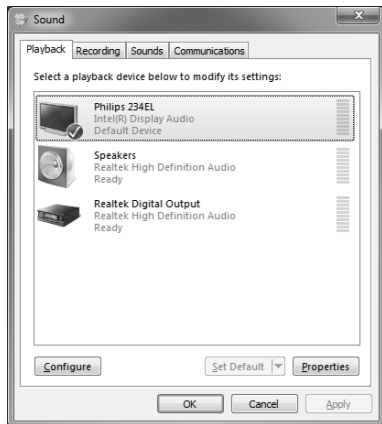 Sound
Playback Recording Sounds Communications
Select a playback device below to modify its settings:
Philips 234EL
Intel(R) Display Audio
Default Device
Speakers
Realtek High Definition Audio
Ready
Realtek Digital Output
Realtek High Definition Audio
Ready
Configure Set Default Properties
OK Cancel Apply